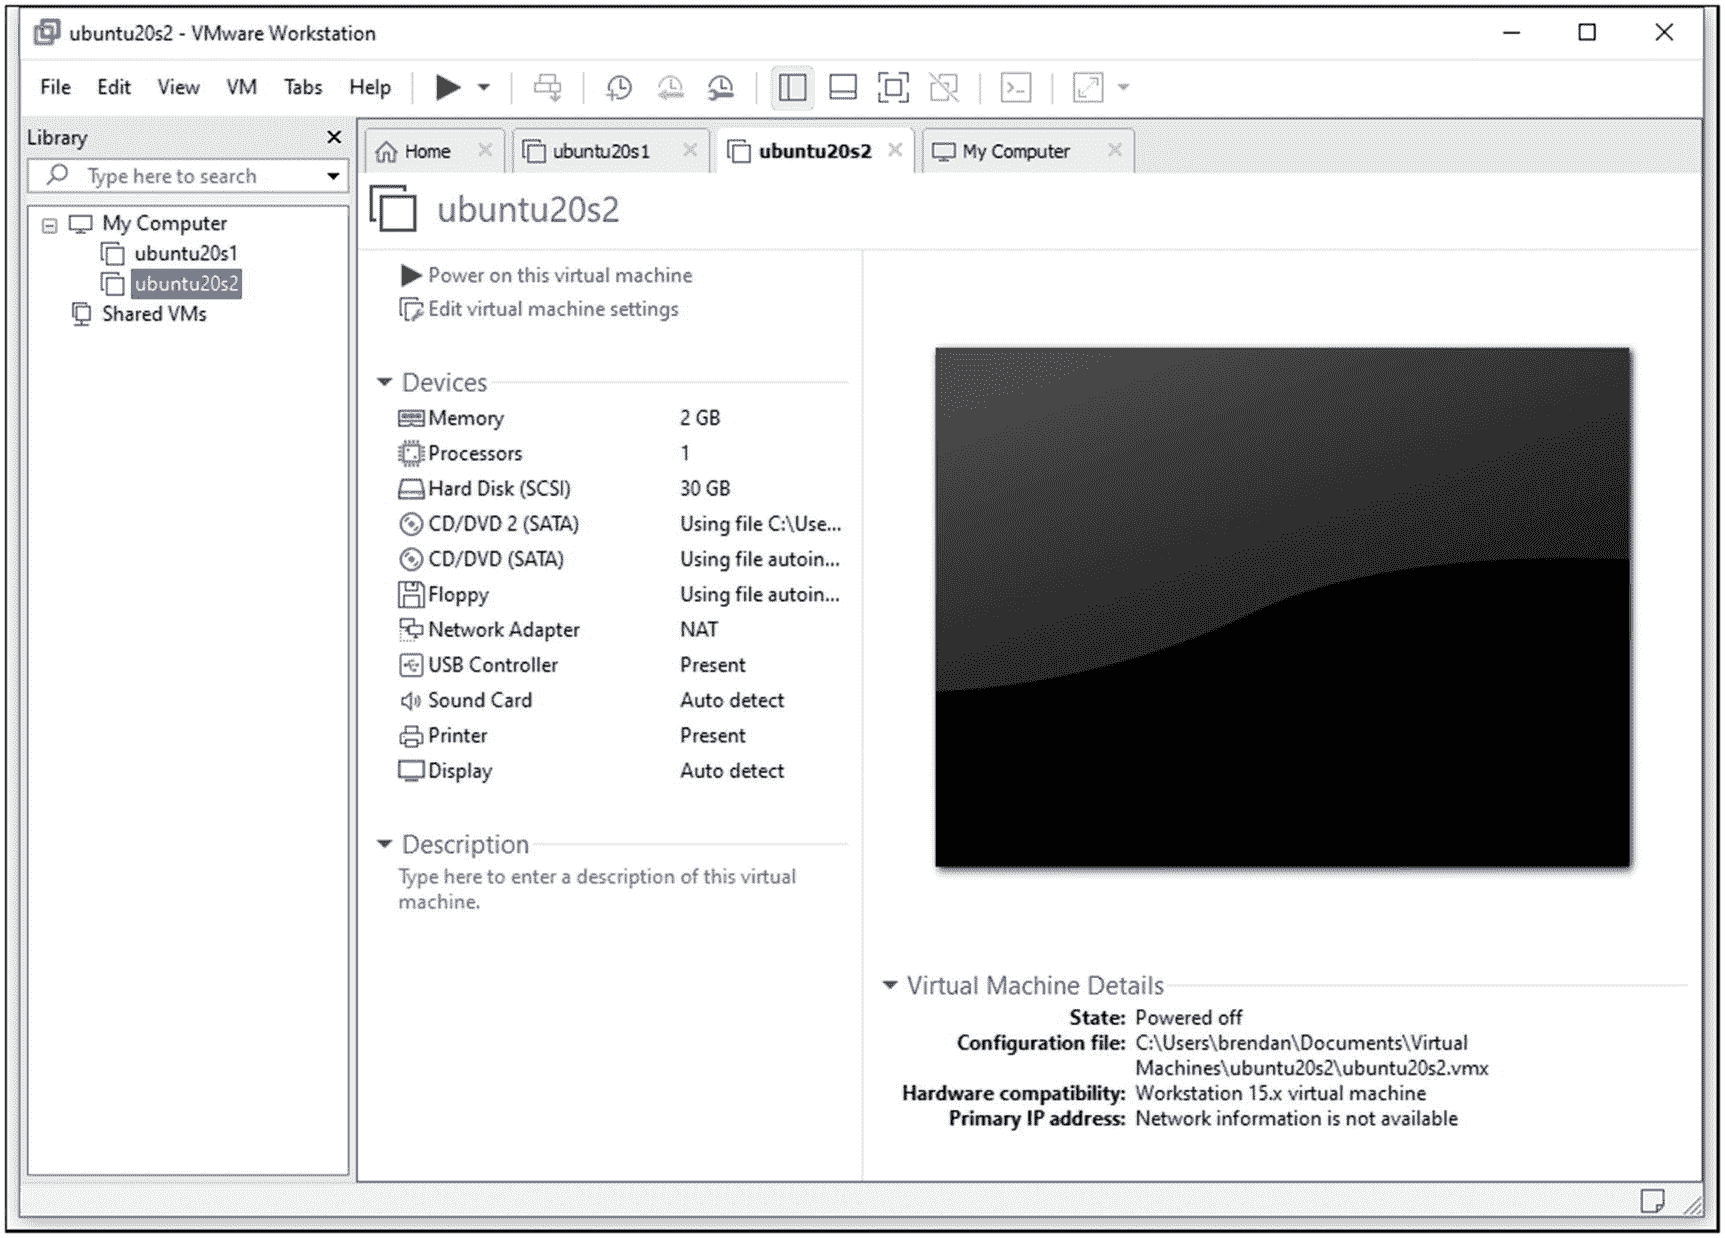 ubuntu20s2 - VMware Workstation
File Edit View VM Tabs Help
Library
Type here to search
My Computer
ubuntu20s1
ubuntu20s2
Shared VMs
Home ubuntu20s1 ubuntu20s2 My Computer
ubuntu20s2
Power on this virtual machine
Edit virtual machine settings
Devices
Memory 2 GB
Processors 1
Hard Disk (SCSI) 30 GB
CD/DVD 2 (SATA) Using file C:\Use...
CD/DVD (SATA) Using file autoin...
Floppy Using file autoin...
Network Adapter NAT
USB Controller Present
Sound Card Auto detect
Printer Present
Display Auto detect
Description
Type here to enter a description of this virtual
machine.
Virtual Machine Details
State: Powered off
Configuration file: C:\Users\brendan\Documents\Virtual
Machines\ubuntu20s2\ubuntu20s2.vmx
Hardware compatibility: Workstation 15.x virtual machine
Primary IP address: Network information is not available